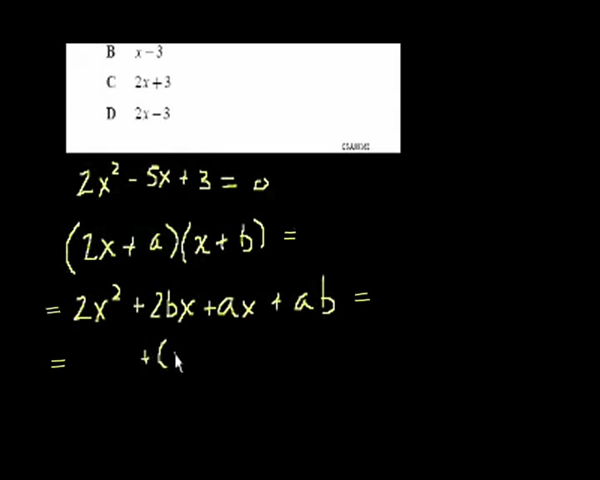 B x−3
C 2x+3
D 2x−3
2x² - 5x + 3 = 0
(2x + a)(x + b) =
= 2x² + 2bx + ax + ab =
= + (